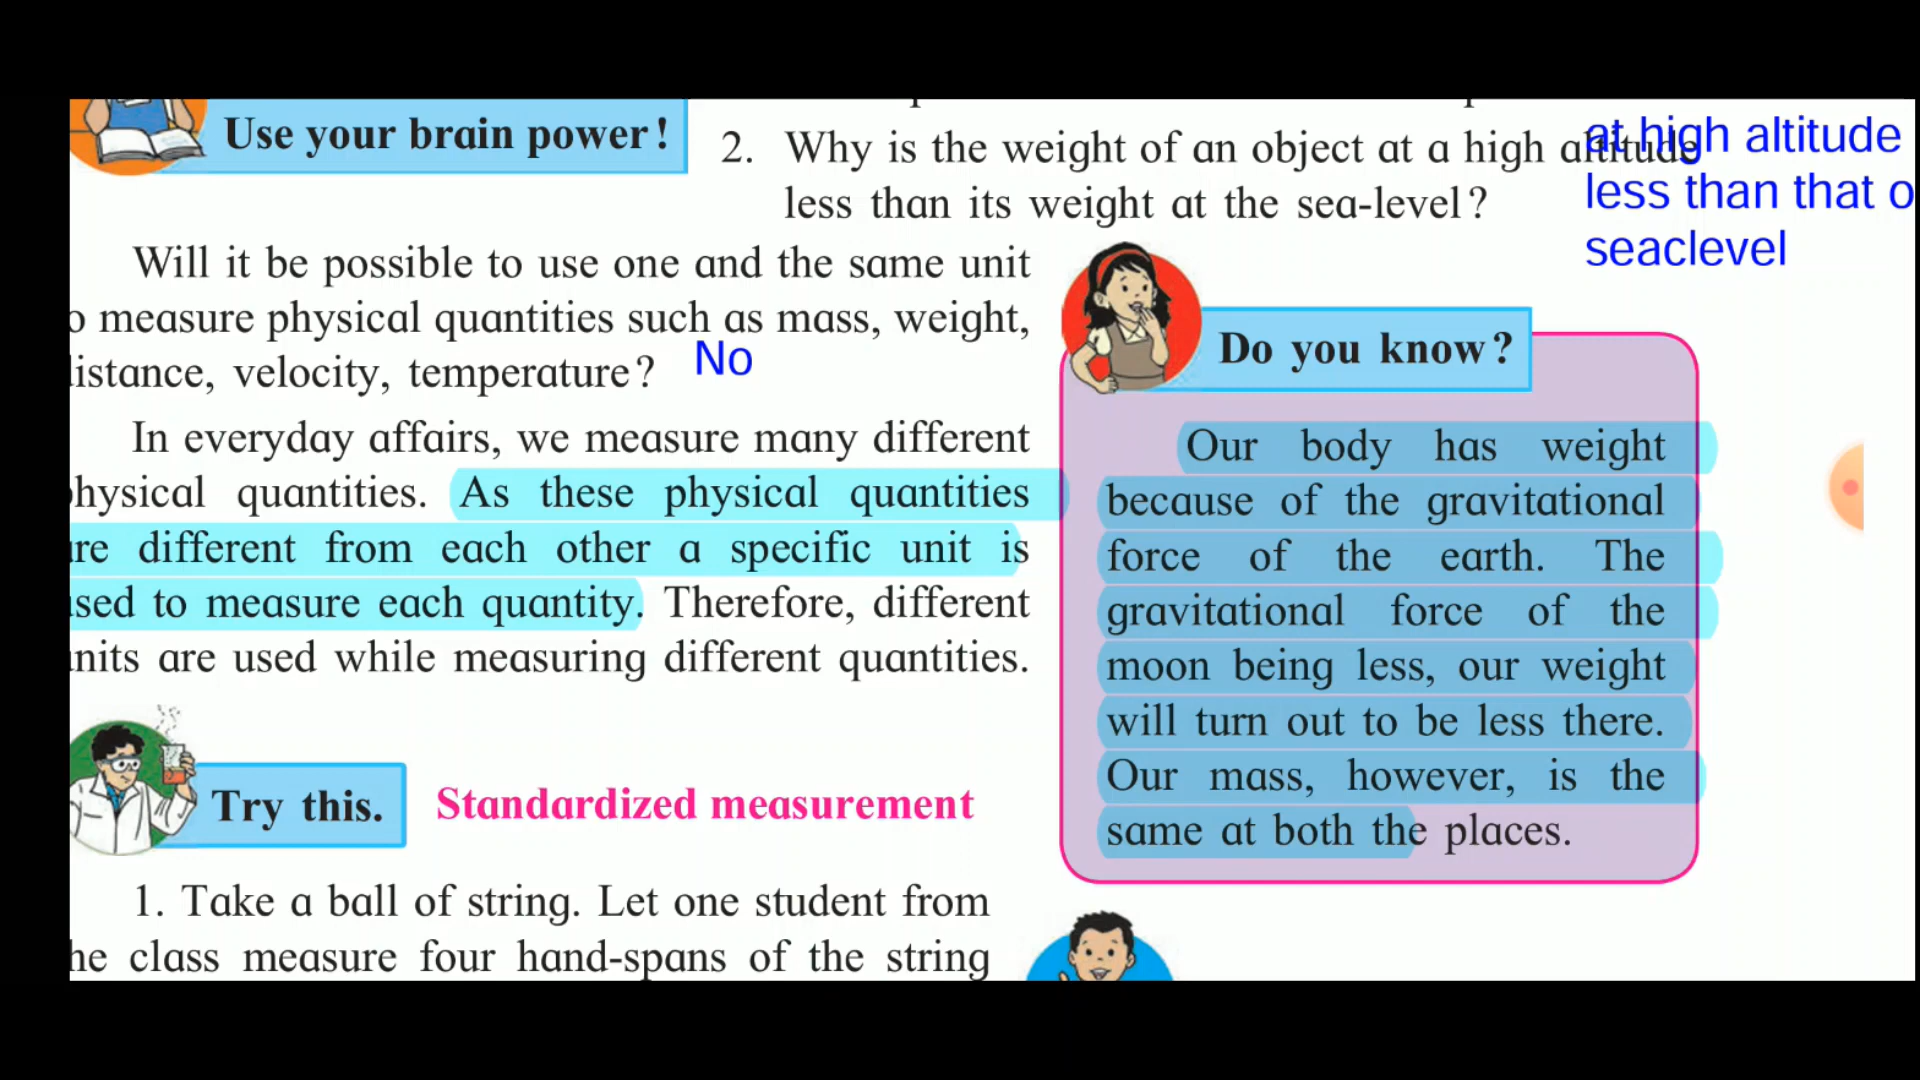 Use your brain power!
2. Why is the weight of an object at a high altitude
less than its weight at the sea-level?
at high altitude
less than that o
seaclevel
Will it be possible to use one and the same unit
o measure physical quantities such as mass, weight,
istance, velocity, temperature?
No
In everyday affairs, we measure many different
hysical quantities. As these physical quantities
re different from each other a specific unit is
sed to measure each quantity. Therefore, different
nits are used while measuring different quantities.
Try this.
Standardized measurement
1. Take a ball of string. Let one student from
he class measure four hand-spans of the string
Do you know?
Our body has weight
because of the gravitational
force of the earth. The
gravitational force of the
moon being less, our weight
will turn out to be less there.
Our mass, however, is the
same at both the places.